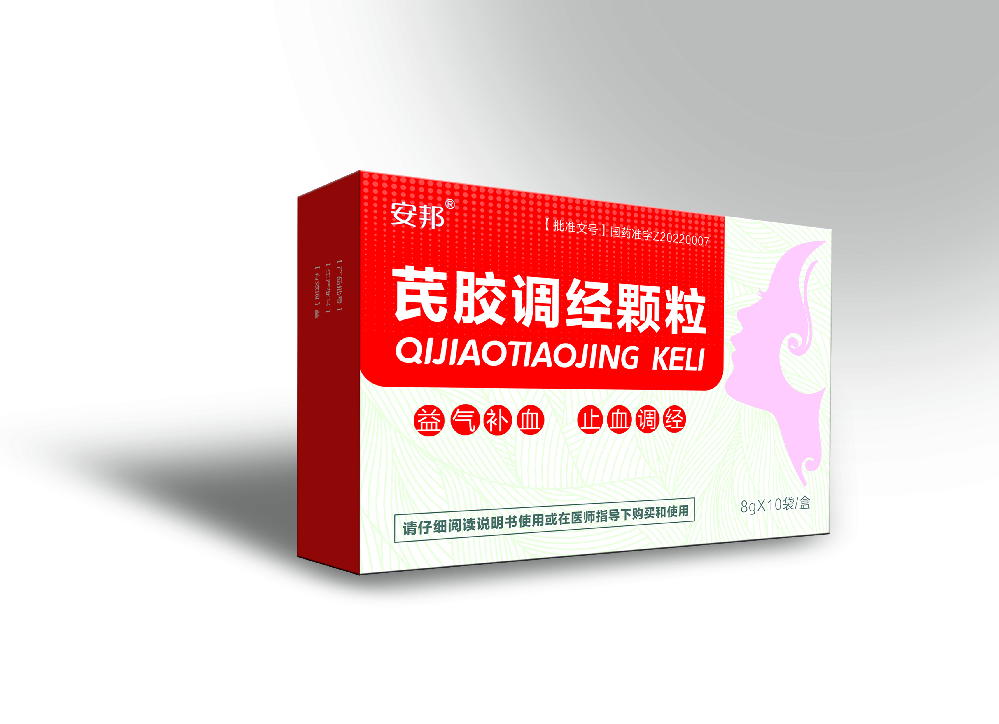 安邦®
【批准文号】国药准字Z20220007
芪胶调经颗粒
QIJIAOTIAOJING KELI
益气补血 止血调经
请仔细阅读说明书使用或在医师指导下购买和使用
8gX10袋/盒
【产品批号】
【生产批号】
【有效期】至